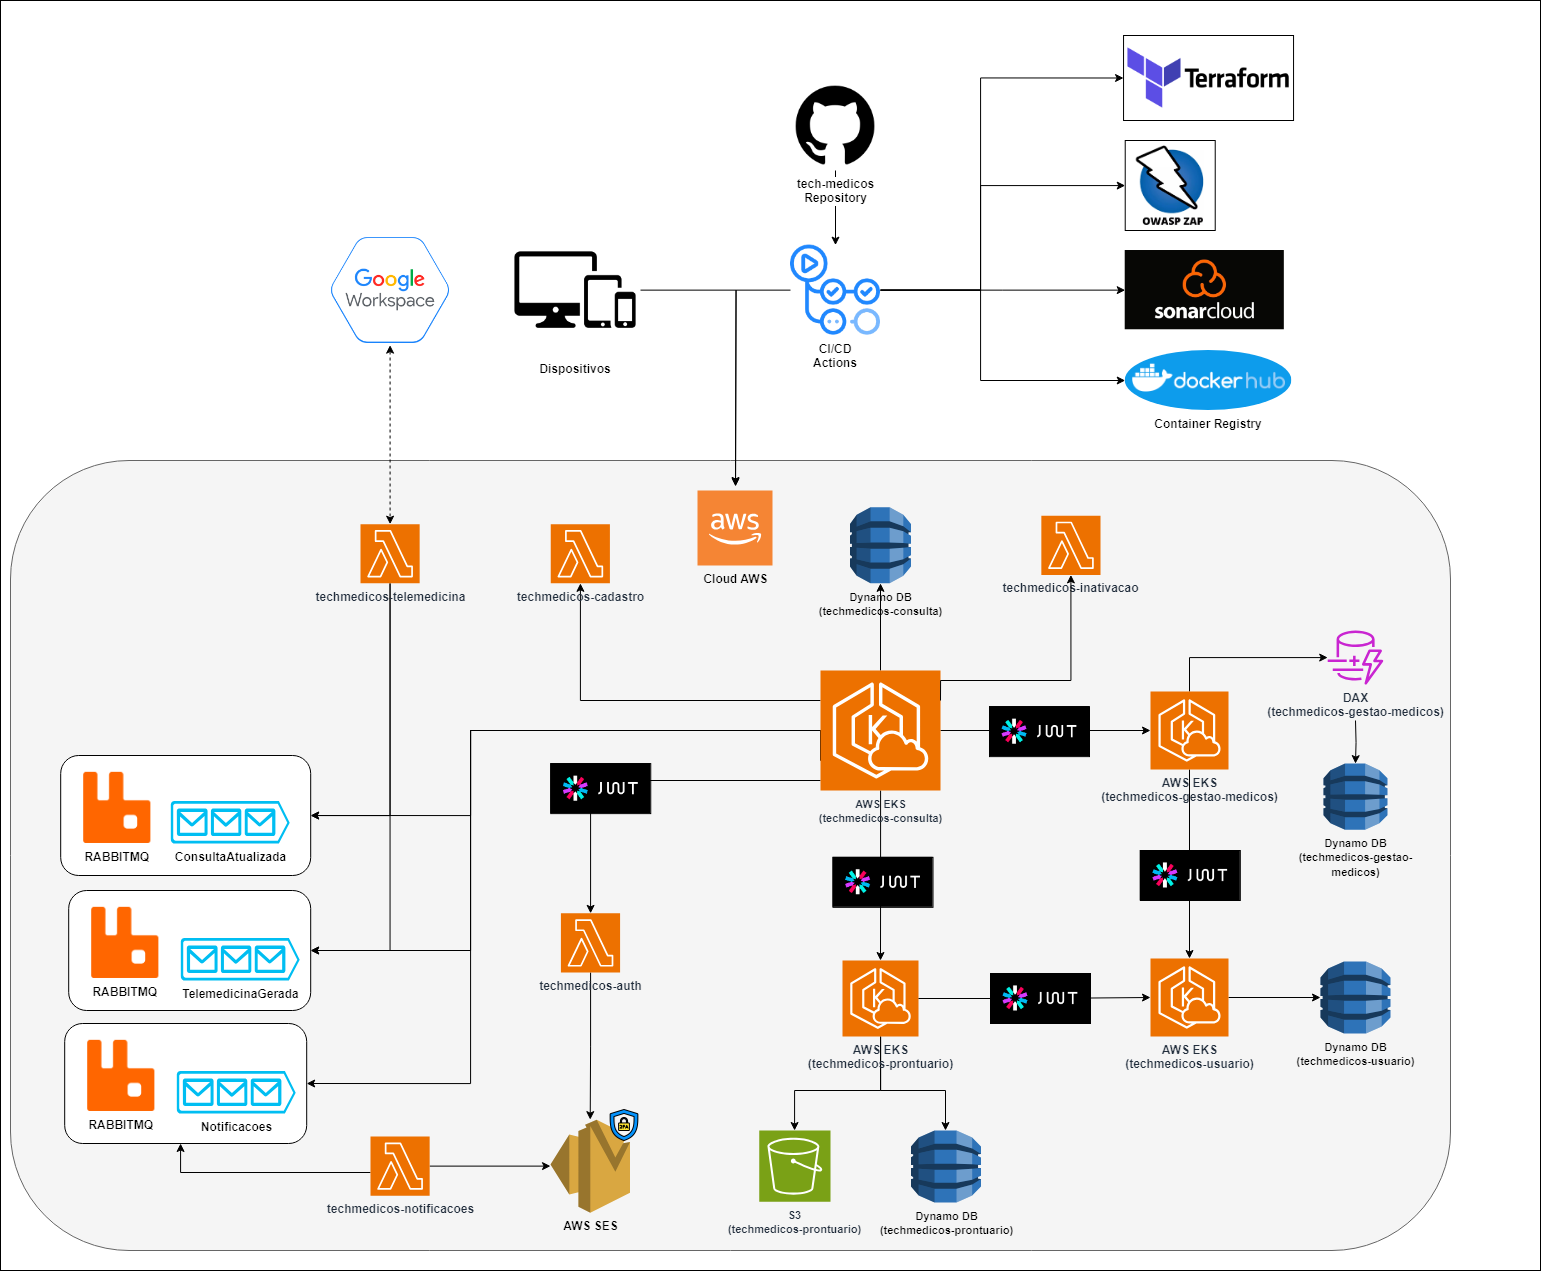 Terraform
tech-medicos
Repository
OWASP ZAP
Google
Workspace
sonarcloud
CI/CD
Actions
Dispositivos
docker hub
Container Registry
aws
Cloud AWS
techmedicos-telemedicina
techmedicos-cadastro
Dynamo DB
(techmedicos-consulta)
techmedicos-inativacao
DAX
(techmedicos-gestao-medicos)
K
JWT
K
AWS EKS
(techmedicos-gestao-medicos)
JWT
AWS EKS
(techmedicos-consulta)
RABBITMQ
ConsultaAtualizada
Dynamo DB
(techmedicos-gestao-
medicos)
JWT
JWT
RABBITMQ
TelemedicinaGerada
techmedicos-auth
K
JWT
K
AWS EKS
(techmedicos-prontuario)
AWS EKS
(techmedicos-usuario)
Dynamo DB
(techmedicos-usuario)
RABBITMQ
Notificacoes
2FA
techmedicos-notificacoes
AWS SES
S3
(techmedicos-prontuario)
Dynamo DB
(techmedicos-prontuario)